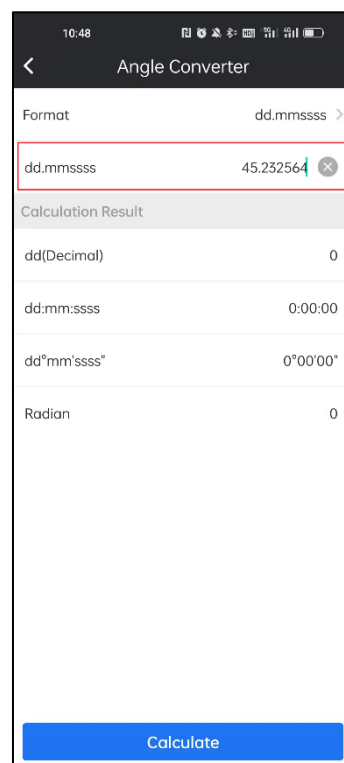 10:48
Angle Converter
Format dd.mmssss
dd.mmssss 45.232564
Calculation Result
dd(Decimal) 0
dd:mm:ssss 0:00:00
dd°mm'ssss" 0°00'00"
Radian 0
Calculate